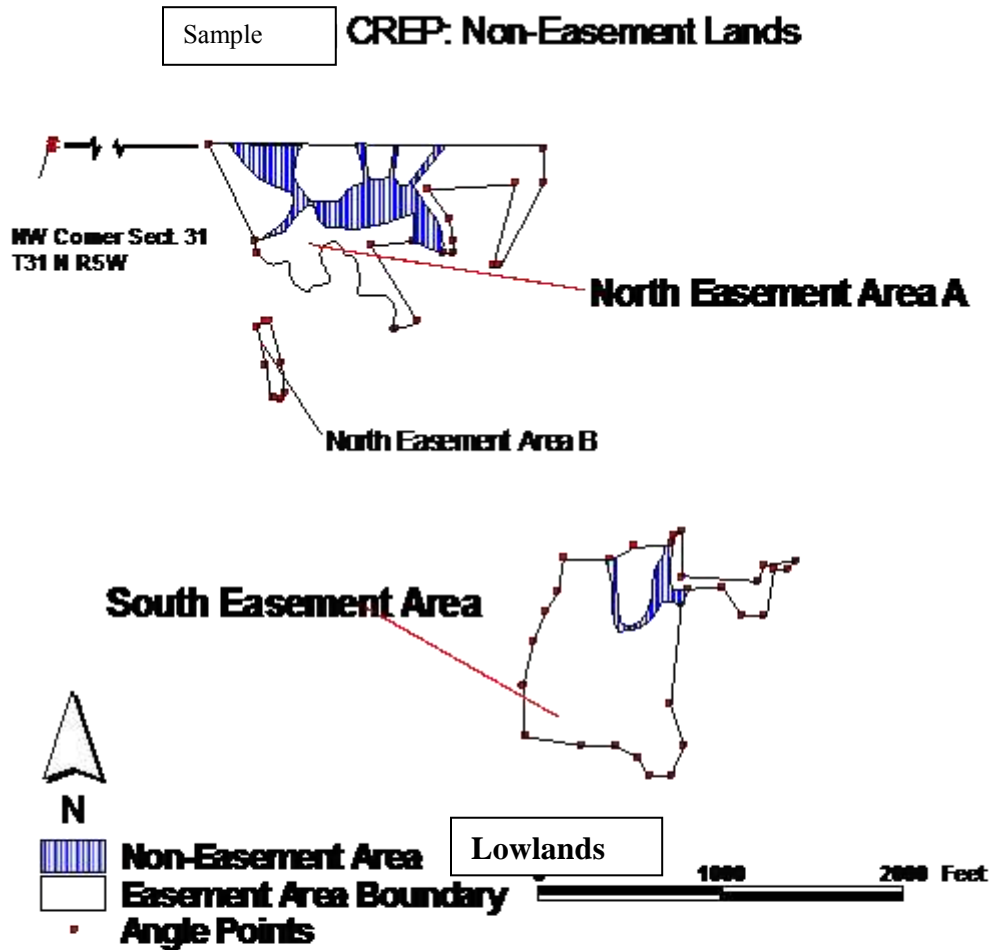 Sample
CREP: Non-Easement Lands
NW Corner Sect. 31
T31 N R5W
North Easement Area A
North Easement Area B
South Easement Area
N
Non-Easement Area
Easement Area Boundary
Angle Points
Lowlands
1000
2000 Feet